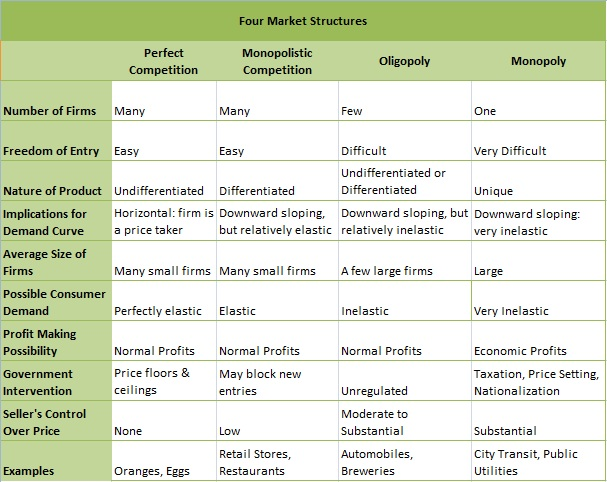 Four Market Structures
Perfect Competition Monopolistic Competition Oligopoly Monopoly
Number of Firms Many Many Few One
Freedom of Entry Easy Easy Difficult Very Difficult
Nature of Product Undifferentiated Differentiated Undifferentiated or Differentiated Unique
Implications for Demand Curve Horizontal: firm is a price taker Downward sloping, but relatively elastic Downward sloping, but relatively inelastic Downward sloping: very inelastic
Average Size of Firms Many small firms Many small firms A few large firms Large
Possible Consumer Demand Perfectly elastic Elastic Inelastic Very Inelastic
Profit Making Possibility Normal Profits Normal Profits Normal Profits Economic Profits
Government Intervention Price floors & ceilings May block new entries Unregulated Taxation, Price Setting, Nationalization
Seller's Control Over Price None Low Moderate to Substantial Substantial
Examples Oranges, Eggs Retail Stores, Restaurants Automobiles, Breweries City Transit, Public Utilities